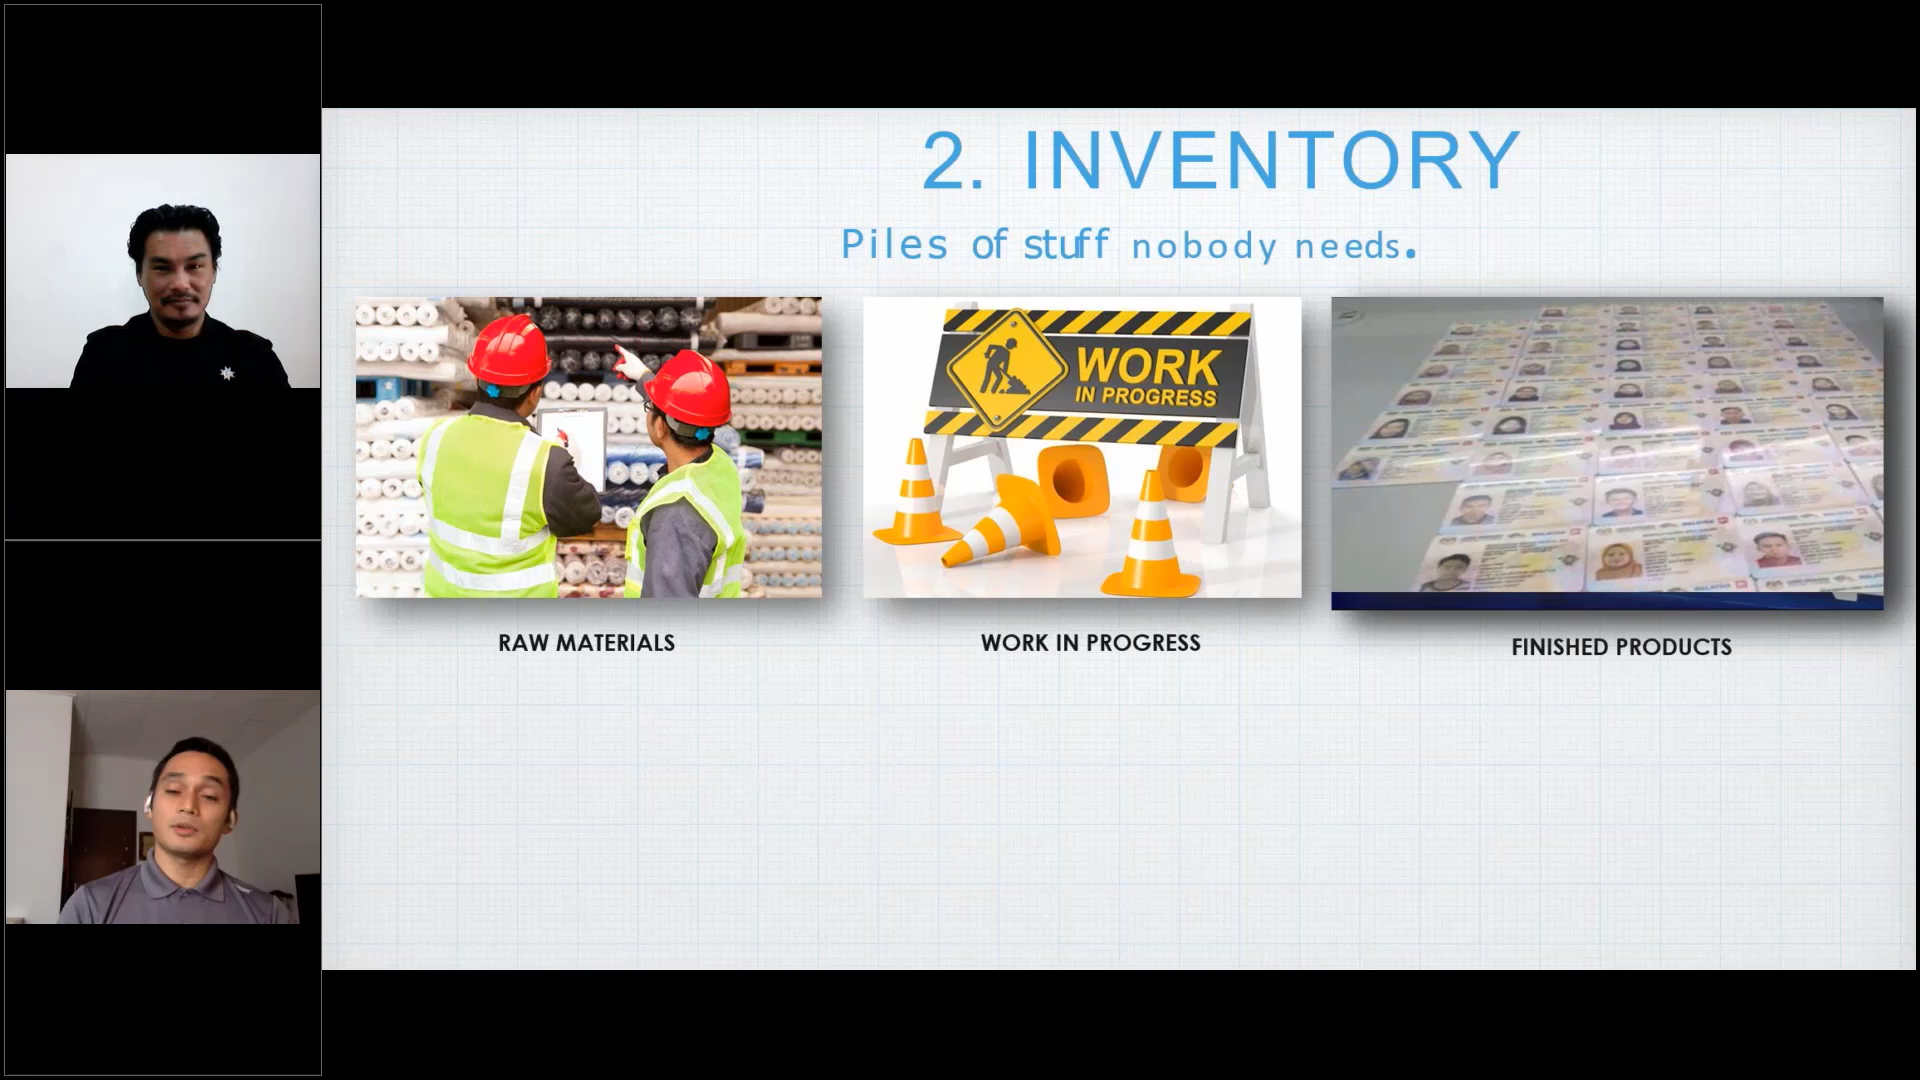 2. INVENTORY
Piles of stuff nobody needs.
WORK
IN PROGRESS
RAW MATERIALS
WORK IN PROGRESS
FINISHED PRODUCTS